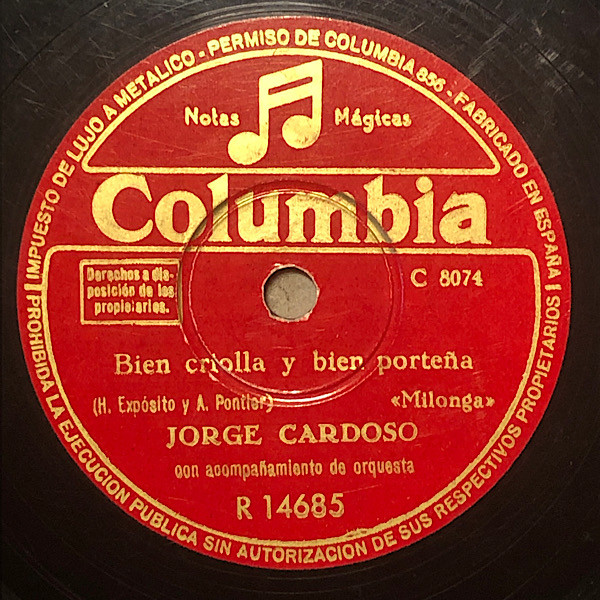 IMPUESTO DE LUJO A METALICO - PERMISO DE COLUMBIA 856 - FABRICADO EN ESPAÑA |
Notas Mágicas
Columbia
Derechos a dis-
posición de los
propietarios.
C 8074
Bien criolla y bien porteña
(H. Expósito y A. Pontier) «Milonga»
JORGE CARDOSO
con acompañamiento de orquesta
R 14685
| PROHIBIDA LA EJECUCION PUBLICA SIN AUTORIZACION DE SUS RESPECTIVOS PROPIETARIOS |